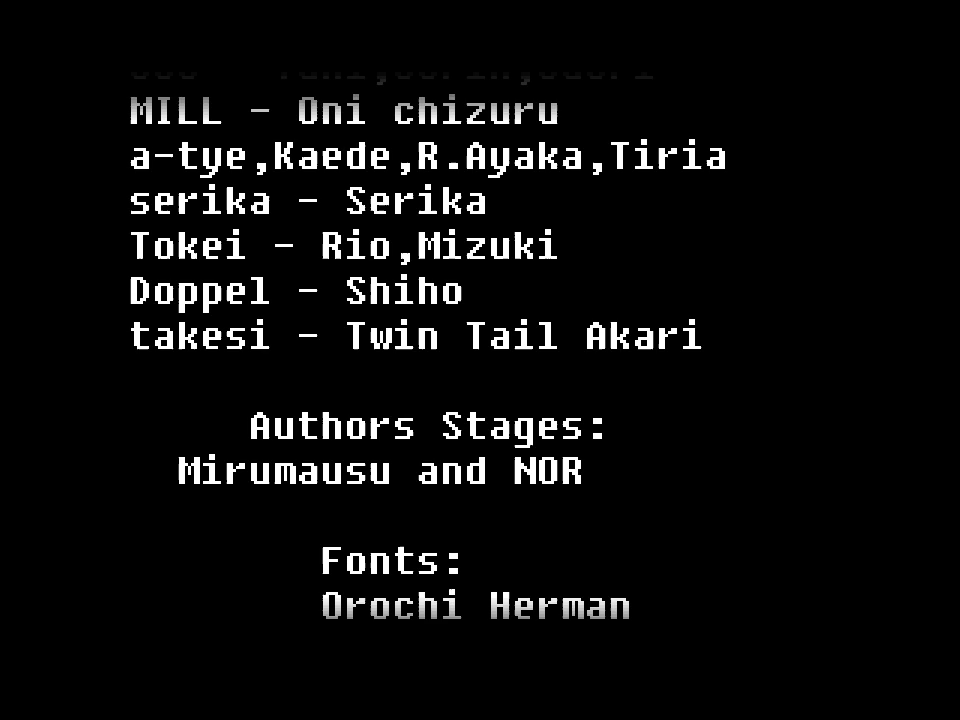 MILL - Oni chizuru
a-tye,Kaede,R.Ayaka,Tiria
serika - Serika
Tokei - Rio,Mizuki
Doppel - Shiho
takesi - Twin Tail Akari
Authors Stages:
Mirumausu and NOR
Fonts:
Orochi Herman